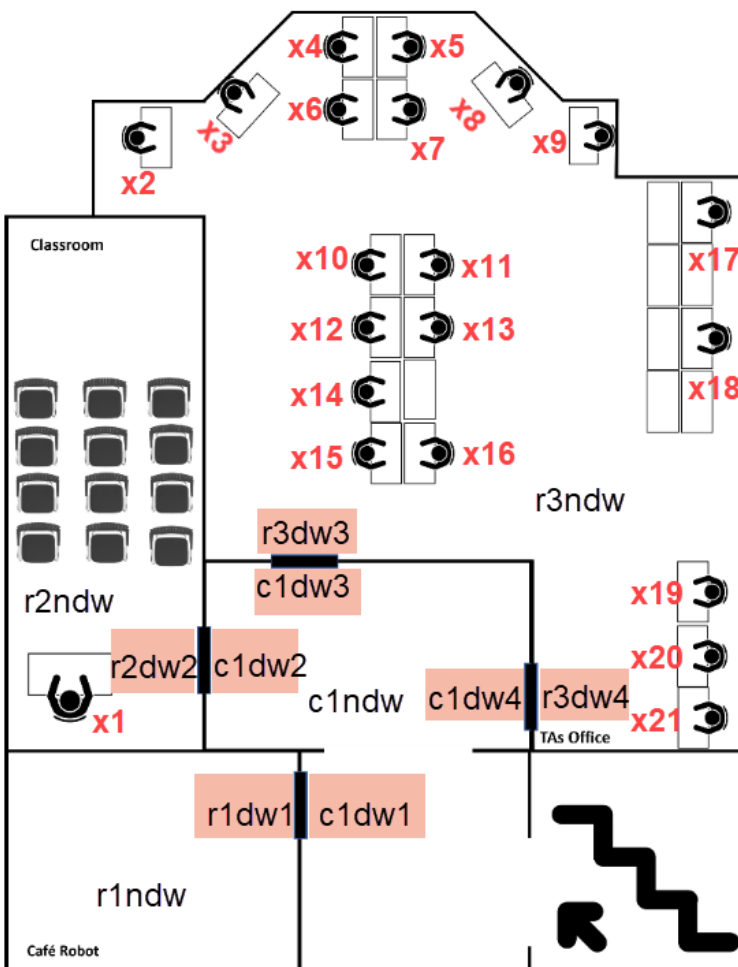 x4
x5
x3
x6
x7
x8
x9
x2
Classroom
x10
x11
x17
x12
x13
x14
x18
x15
x16
r3ndw
r3dw3
c1dw3
r2ndw
x19
r2dw2
c1dw2
x20
c1ndw
c1dw4
r3dw4
x1
x21
TAs Office
r1dw1
c1dw1
r1ndw
Café Robot